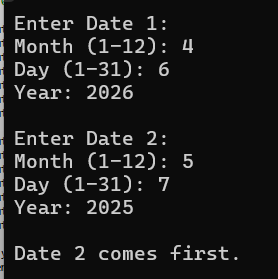 Enter Date 1:
Month (1-12): 4
Day (1-31): 6
Year: 2026

Enter Date 2:
Month (1-12): 5
Day (1-31): 7
Year: 2025

Date 2 comes first.